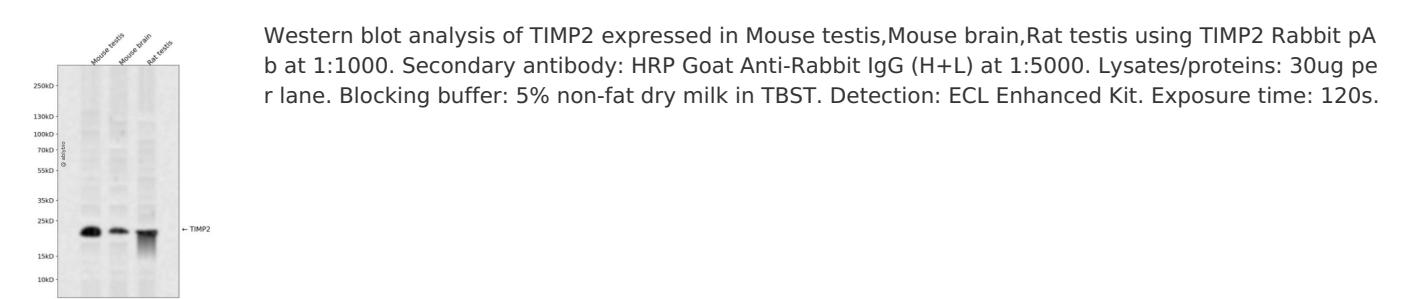 Mouse testis
Mouse brain
Rat testis
250kD
130kD
100kD
70kD
55kD
35kD
25kD
15kD
10kD
@ ablybio
← TIMP2
Western blot analysis of TIMP2 expressed in Mouse testis,Mouse brain,Rat testis using TIMP2 Rabbit pA
b at 1:1000. Secondary antibody: HRP Goat Anti-Rabbit IgG (H+L) at 1:5000. Lysates/proteins: 30ug pe
r lane. Blocking buffer: 5% non-fat dry milk in TBST. Detection: ECL Enhanced Kit. Exposure time: 120s.